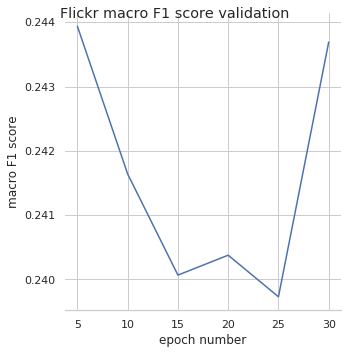 Flickr macro F1 score validation
0.244
0.243
0.242
0.241
0.240
macro F1 score
5 10 15 20 25 30
epoch number